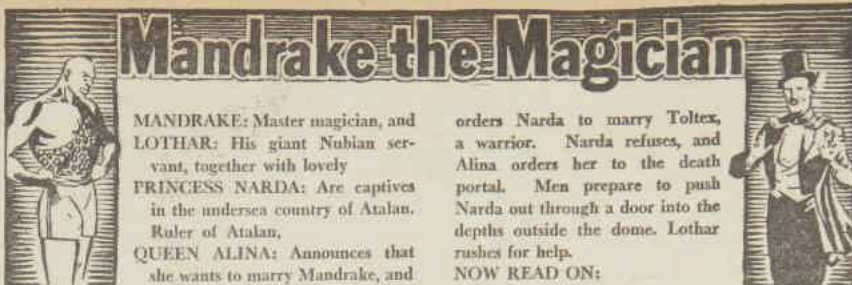 Mandrake the Magician
MANDRAKE: Master magician, and
LOTHAR: His giant Nubian ser-
vant, together with lovely
PRINCESS NARDA: Are captives
in the undersea country of Atalan.
Ruler of Atalan,
QUEEN ALINA: Announces that
she wants to marry Mandrake, and
orders Narda to marry Toltex,
a warrior. Narda refuses, and
Alina orders her to the death
portal. Men prepare to push
Narda out through a door into the
depths outside the dome. Lothar
rushes for help.
NOW READ ON: